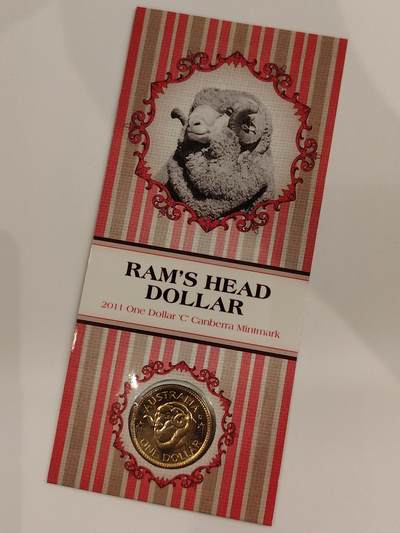 RAM'S HEAD
DOLLAR
2011 One Dollar 'C' Canberra Mintmark
AUSTRALIA
ONE DOLLAR